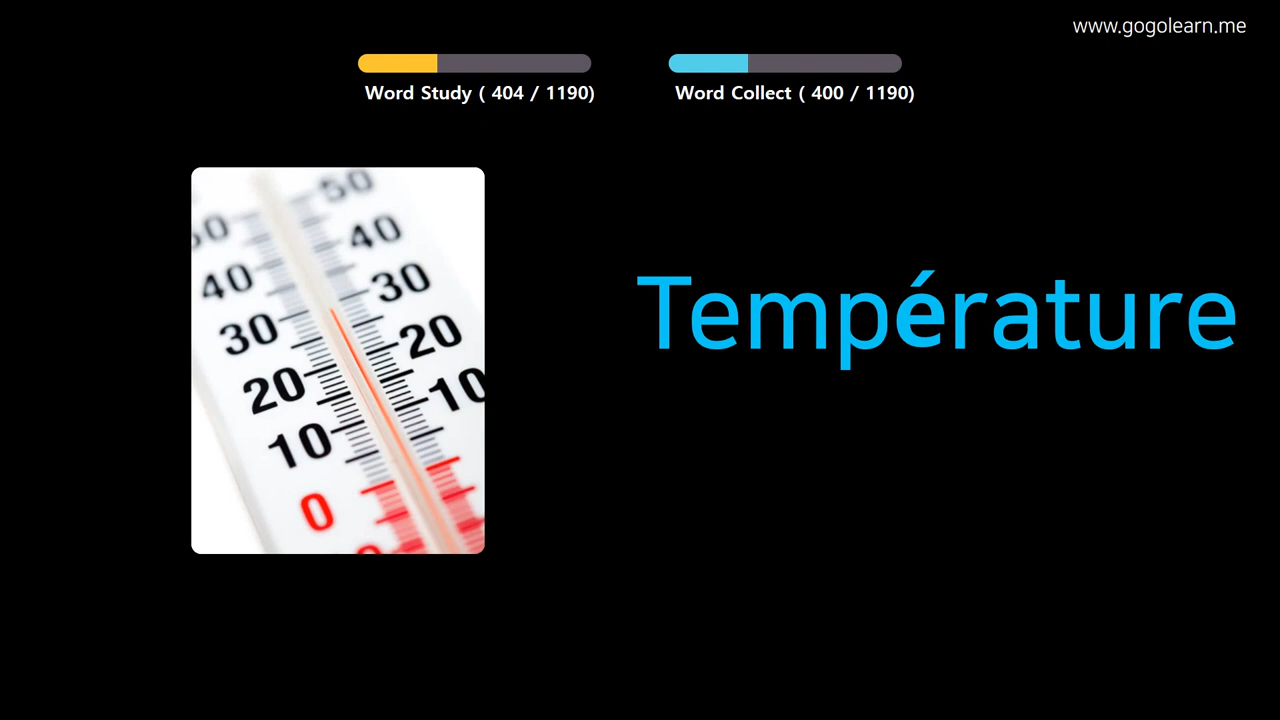 www.gogolearn.me
Word Study ( 404 / 1190)
Word Collect ( 400 / 1190)
50
50
40
40
30
30
20
20
10
10
0
Température